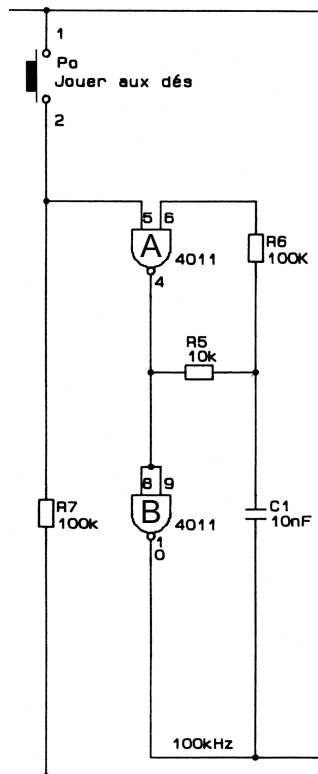 1
Po
Jouer aux dés
2
5 6
A
4011
4
R6
100K
R5
10k
8 9
B
4011
1
0
R7
100k
C1
10nF
100kHz